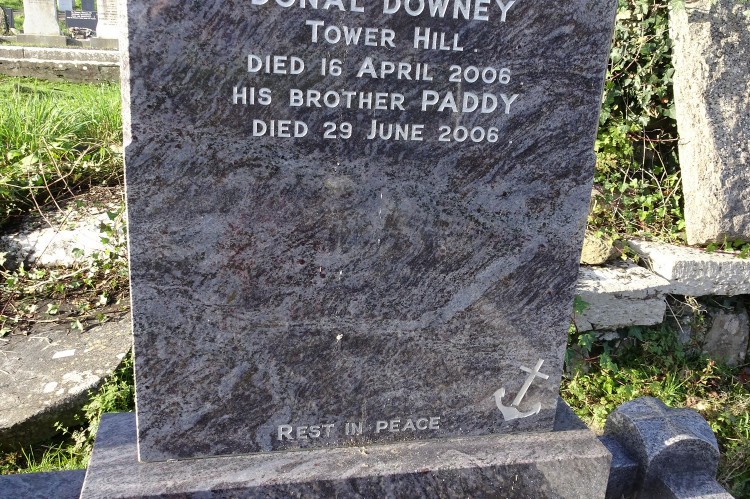 DONAL DOWNEY
TOWER HILL
DIED 16 APRIL 2006
HIS BROTHER PADDY
DIED 29 JUNE 2006
REST IN PEACE